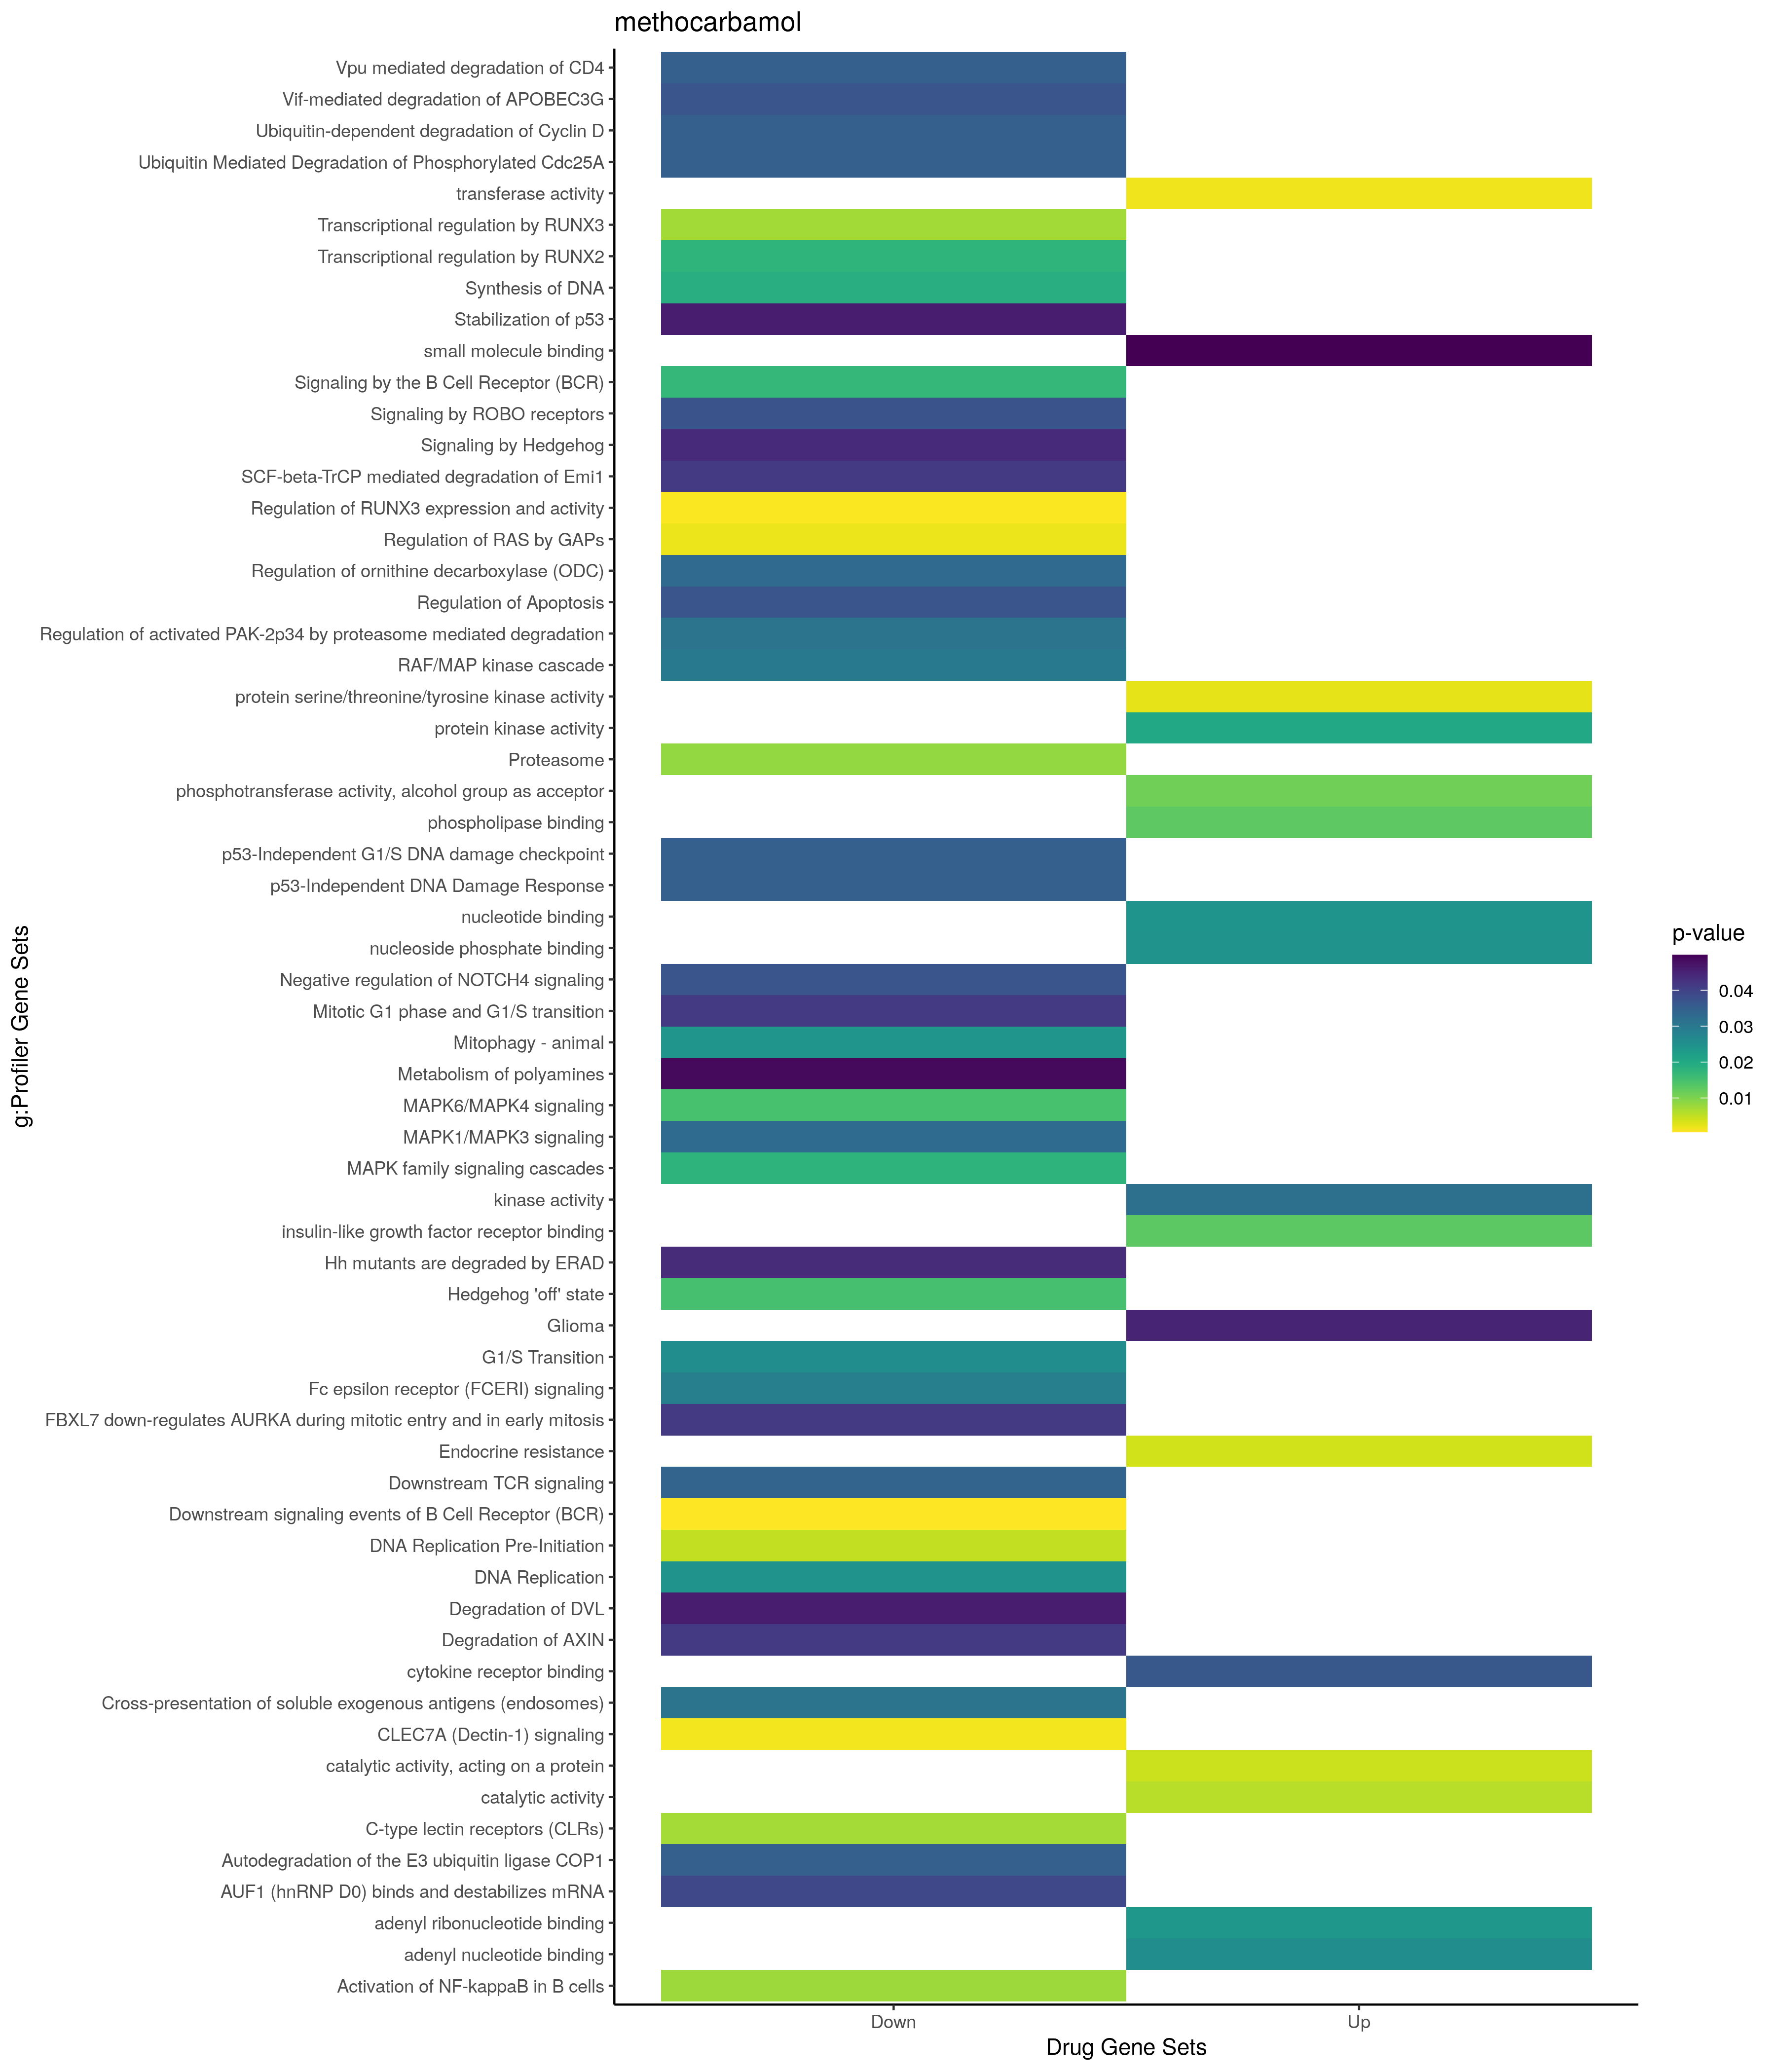 methocarbamol
Vpu mediated degradation of CD4
Vif-mediated degradation of APOBEC3G
Ubiquitin-dependent degradation of Cyclin D
Ubiquitin Mediated Degradation of Phosphorylated Cdc25A
transferase activity
Transcriptional regulation by RUNX3
Transcriptional regulation by RUNX2
Synthesis of DNA
Stabilization of p53
small molecule binding
Signaling by the B Cell Receptor (BCR)
Signaling by ROBO receptors
Signaling by Hedgehog
SCF-beta-TrCP mediated degradation of Emi1
Regulation of RUNX3 expression and activity
Regulation of RAS by GAPs
Regulation of ornithine decarboxylase (ODC)
Regulation of Apoptosis
Regulation of activated PAK-2p34 by proteasome mediated degradation
RAF/MAP kinase cascade
protein serine/threonine/tyrosine kinase activity
protein kinase activity
Proteasome
phosphotransferase activity, alcohol group as acceptor
phospholipase binding
p53-Independent G1/S DNA damage checkpoint
p53-Independent DNA Damage Response
nucleotide binding
nucleoside phosphate binding
Negative regulation of NOTCH4 signaling
Mitotic G1 phase and G1/S transition
Mitophagy - animal
Metabolism of polyamines
MAPK6/MAPK4 signaling
MAPK1/MAPK3 signaling
MAPK family signaling cascades
kinase activity
insulin-like growth factor receptor binding
Hh mutants are degraded by ERAD
Hedgehog 'off' state
Glioma
G1/S Transition
Fc epsilon receptor (FCERI) signaling
FBXL7 down-regulates AURKA during mitotic entry and in early mitosis
Endocrine resistance
Downstream TCR signaling
Downstream signaling events of B Cell Receptor (BCR)
DNA Replication Pre-Initiation
DNA Replication
Degradation of DVL
Degradation of AXIN
cytokine receptor binding
Cross-presentation of soluble exogenous antigens (endosomes)
CLEC7A (Dectin-1) signaling
catalytic activity, acting on a protein
catalytic activity
C-type lectin receptors (CLRs)
Autodegradation of the E3 ubiquitin ligase COP1
AUF1 (hnRNP D0) binds and destabilizes mRNA
adenyl ribonucleotide binding
adenyl nucleotide binding
Activation of NF-kappaB in B cells
g:Profiler Gene Sets
Down
Up
Drug Gene Sets
p-value
0.04
0.03
0.02
0.01